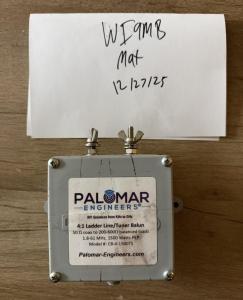 WI9MB
Mat
12/27/25
PALOMAR
ENGINEERS®
4:1 Ladder Line/Tuner Balun
1.8-61 MHz, 1500 Watts PEP
Palomar-Engineers.com